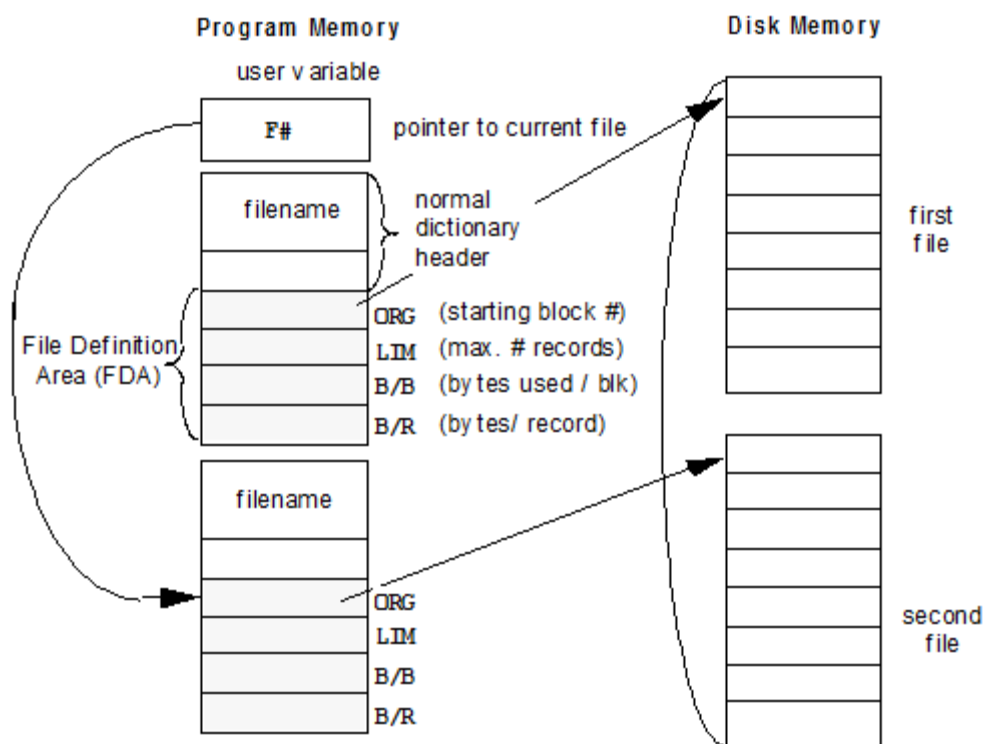 Program Memory
Disk Memory
user variable
F#
pointer to current file
filename
normal
dictionary
header
first
file
File Definition
Area (FDA)
ORG (starting block #)
LIM (max. # records)
B/B (bytes used / blk)
B/R (bytes/ record)
filename
ORG
LIM
B/B
B/R
second
file